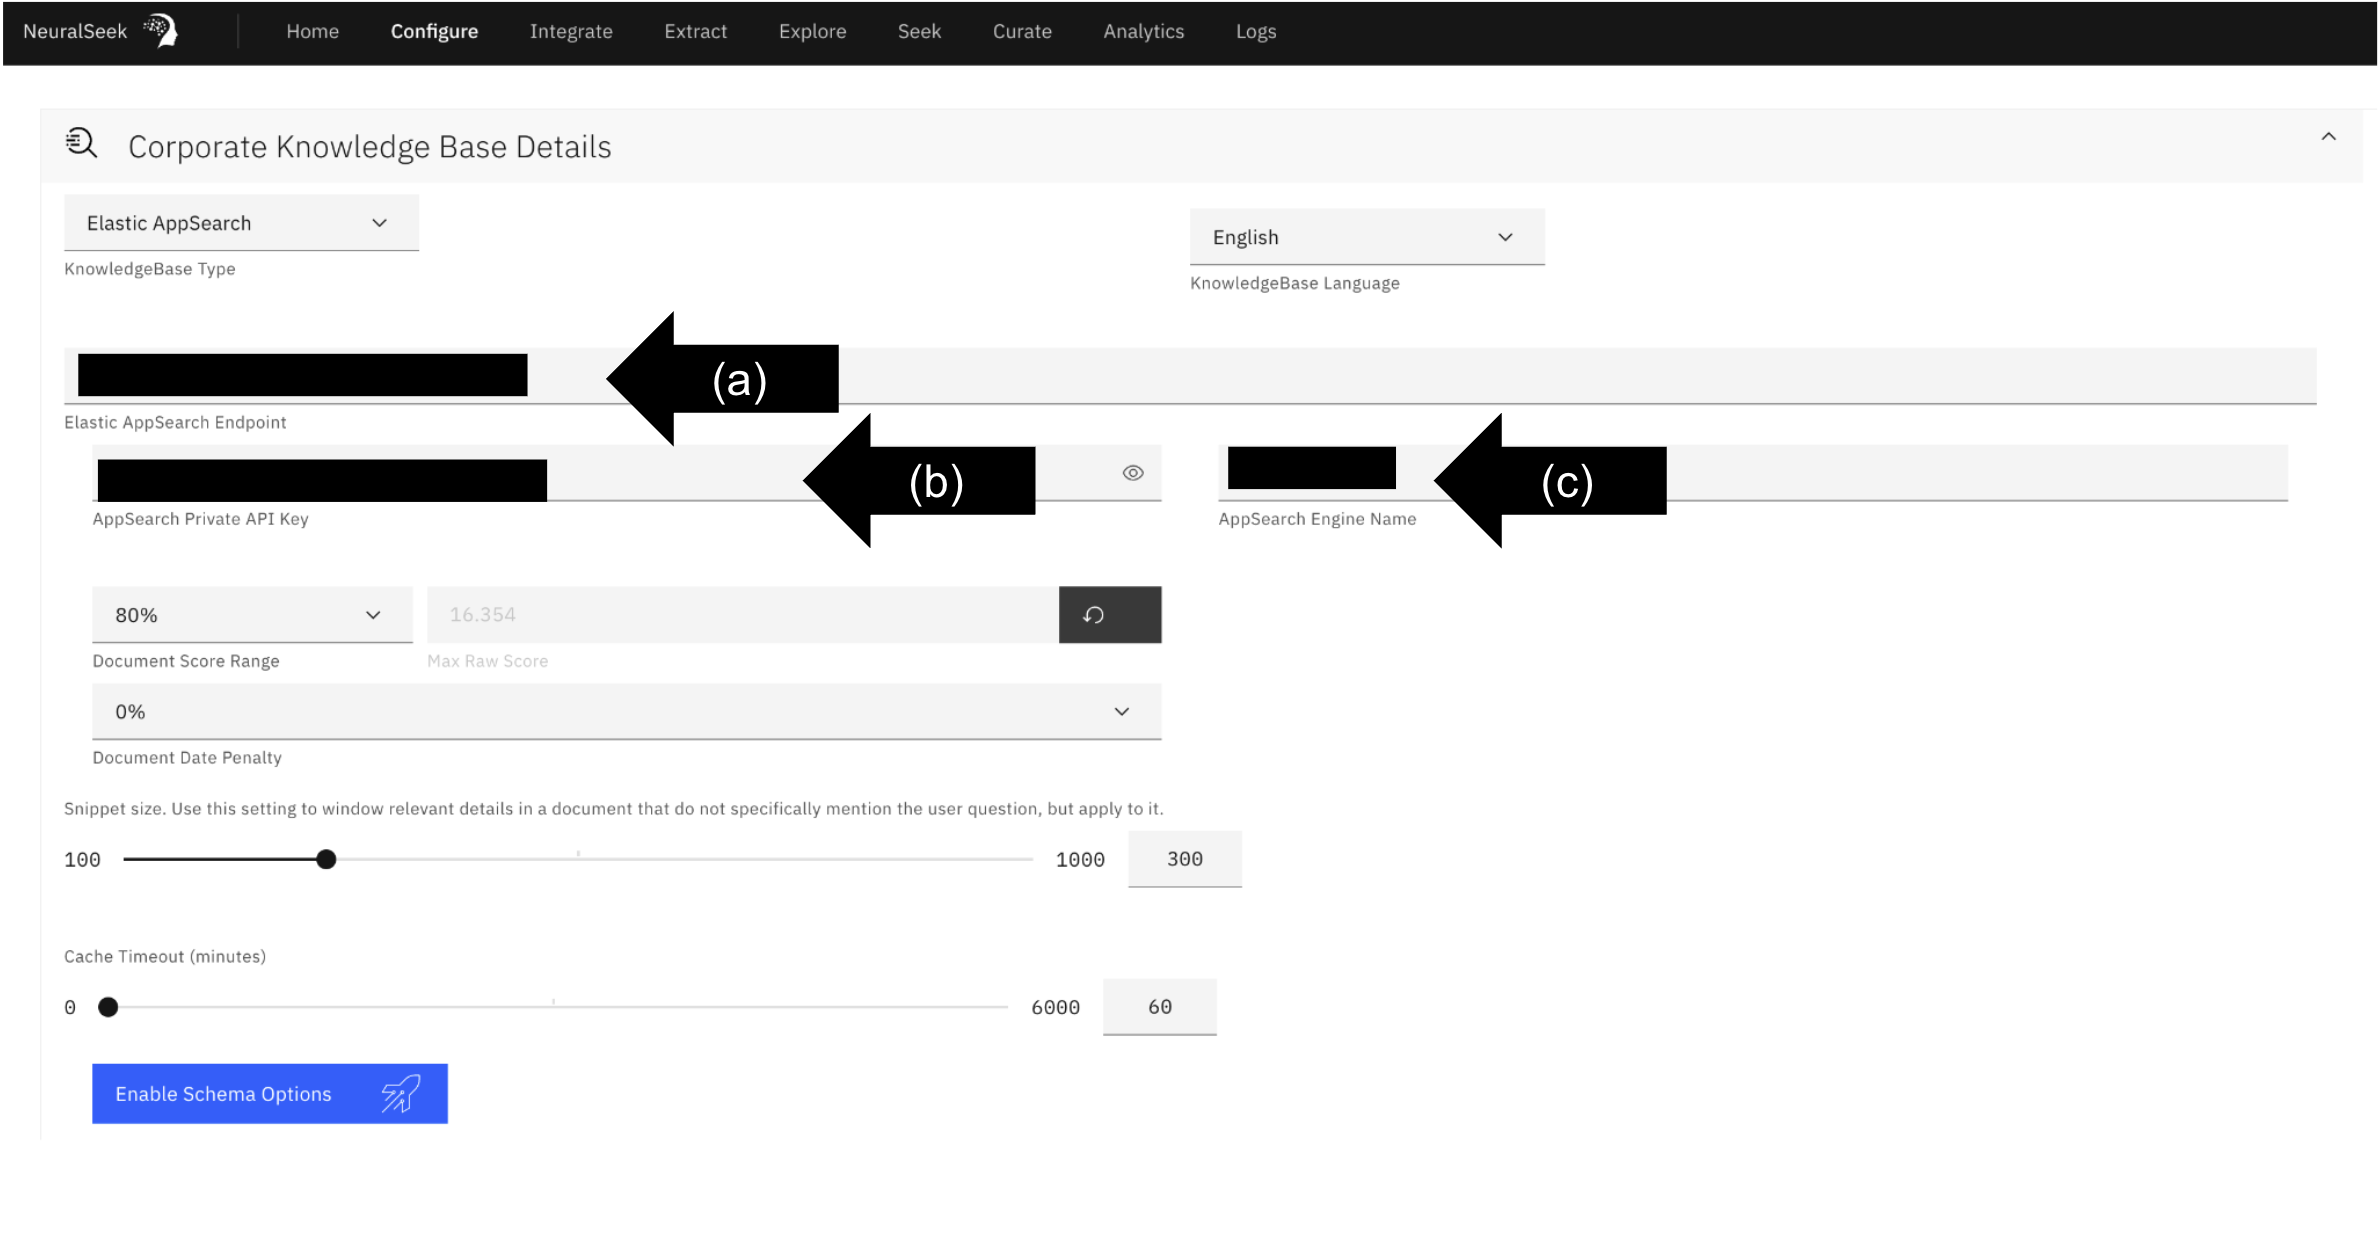 NeuralSeek Home Configure Integrate Extract Explore Seek Curate Analytics Logs
Corporate Knowledge Base Details
Elastic AppSearch
KnowledgeBase Type
English
KnowledgeBase Language
(a)
Elastic AppSearch Endpoint
(b)
AppSearch Private API Key
(c)
AppSearch Engine Name
80%
Document Score Range
16.354
Max Raw Score
0%
Document Date Penalty
Snippet size. Use this setting to window relevant details in a document that do not specifically mention the user question, but apply to it.
100 1000 300
Cache Timeout (minutes)
0 6000 60
Enable Schema Options